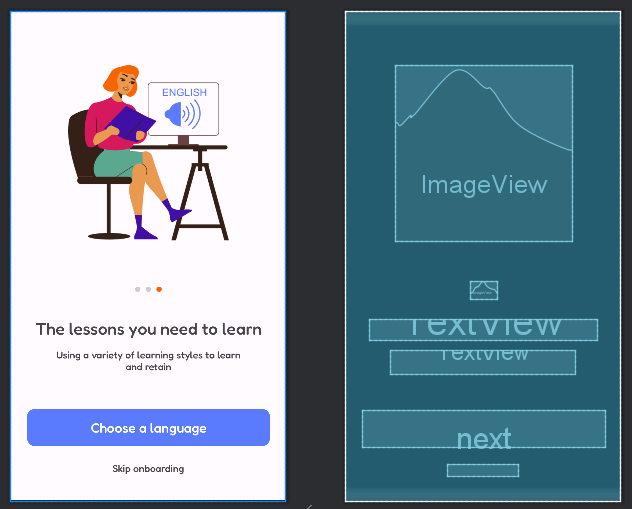 ENGLISH
The lessons you need to learn
Using a variety of learning styles to learn
and retain
Choose a language
Skip onboarding
ImageView
ImageView
TextView
TextView
next